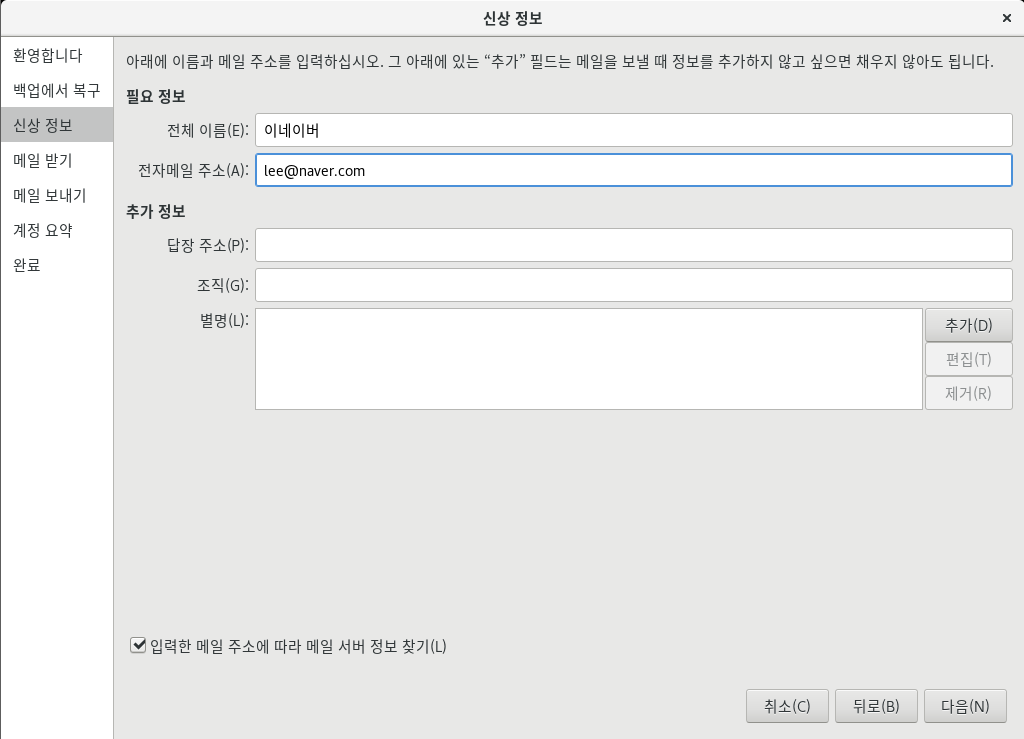 신상 정보
×
환영합니다
백업에서 복구
신상 정보
메일 받기
메일 보내기
계정 요약
완료
아래에 이름과 메일 주소를 입력하십시오. 그 아래에 있는 “추가” 필드는 메일을 보낼 때 정보를 추가하지 않고 싶으면 채우지 않아도 됩니다.
필요 정보
전체 이름(E): 이네이버
전자메일 주소(A): lee@naver.com
추가 정보
답장 주소(P):
조직(G):
별명(L):
추가(D)
편집(T)
제거(R)
입력한 메일 주소에 따라 메일 서버 정보 찾기(L)
취소(C) 뒤로(B) 다음(N)